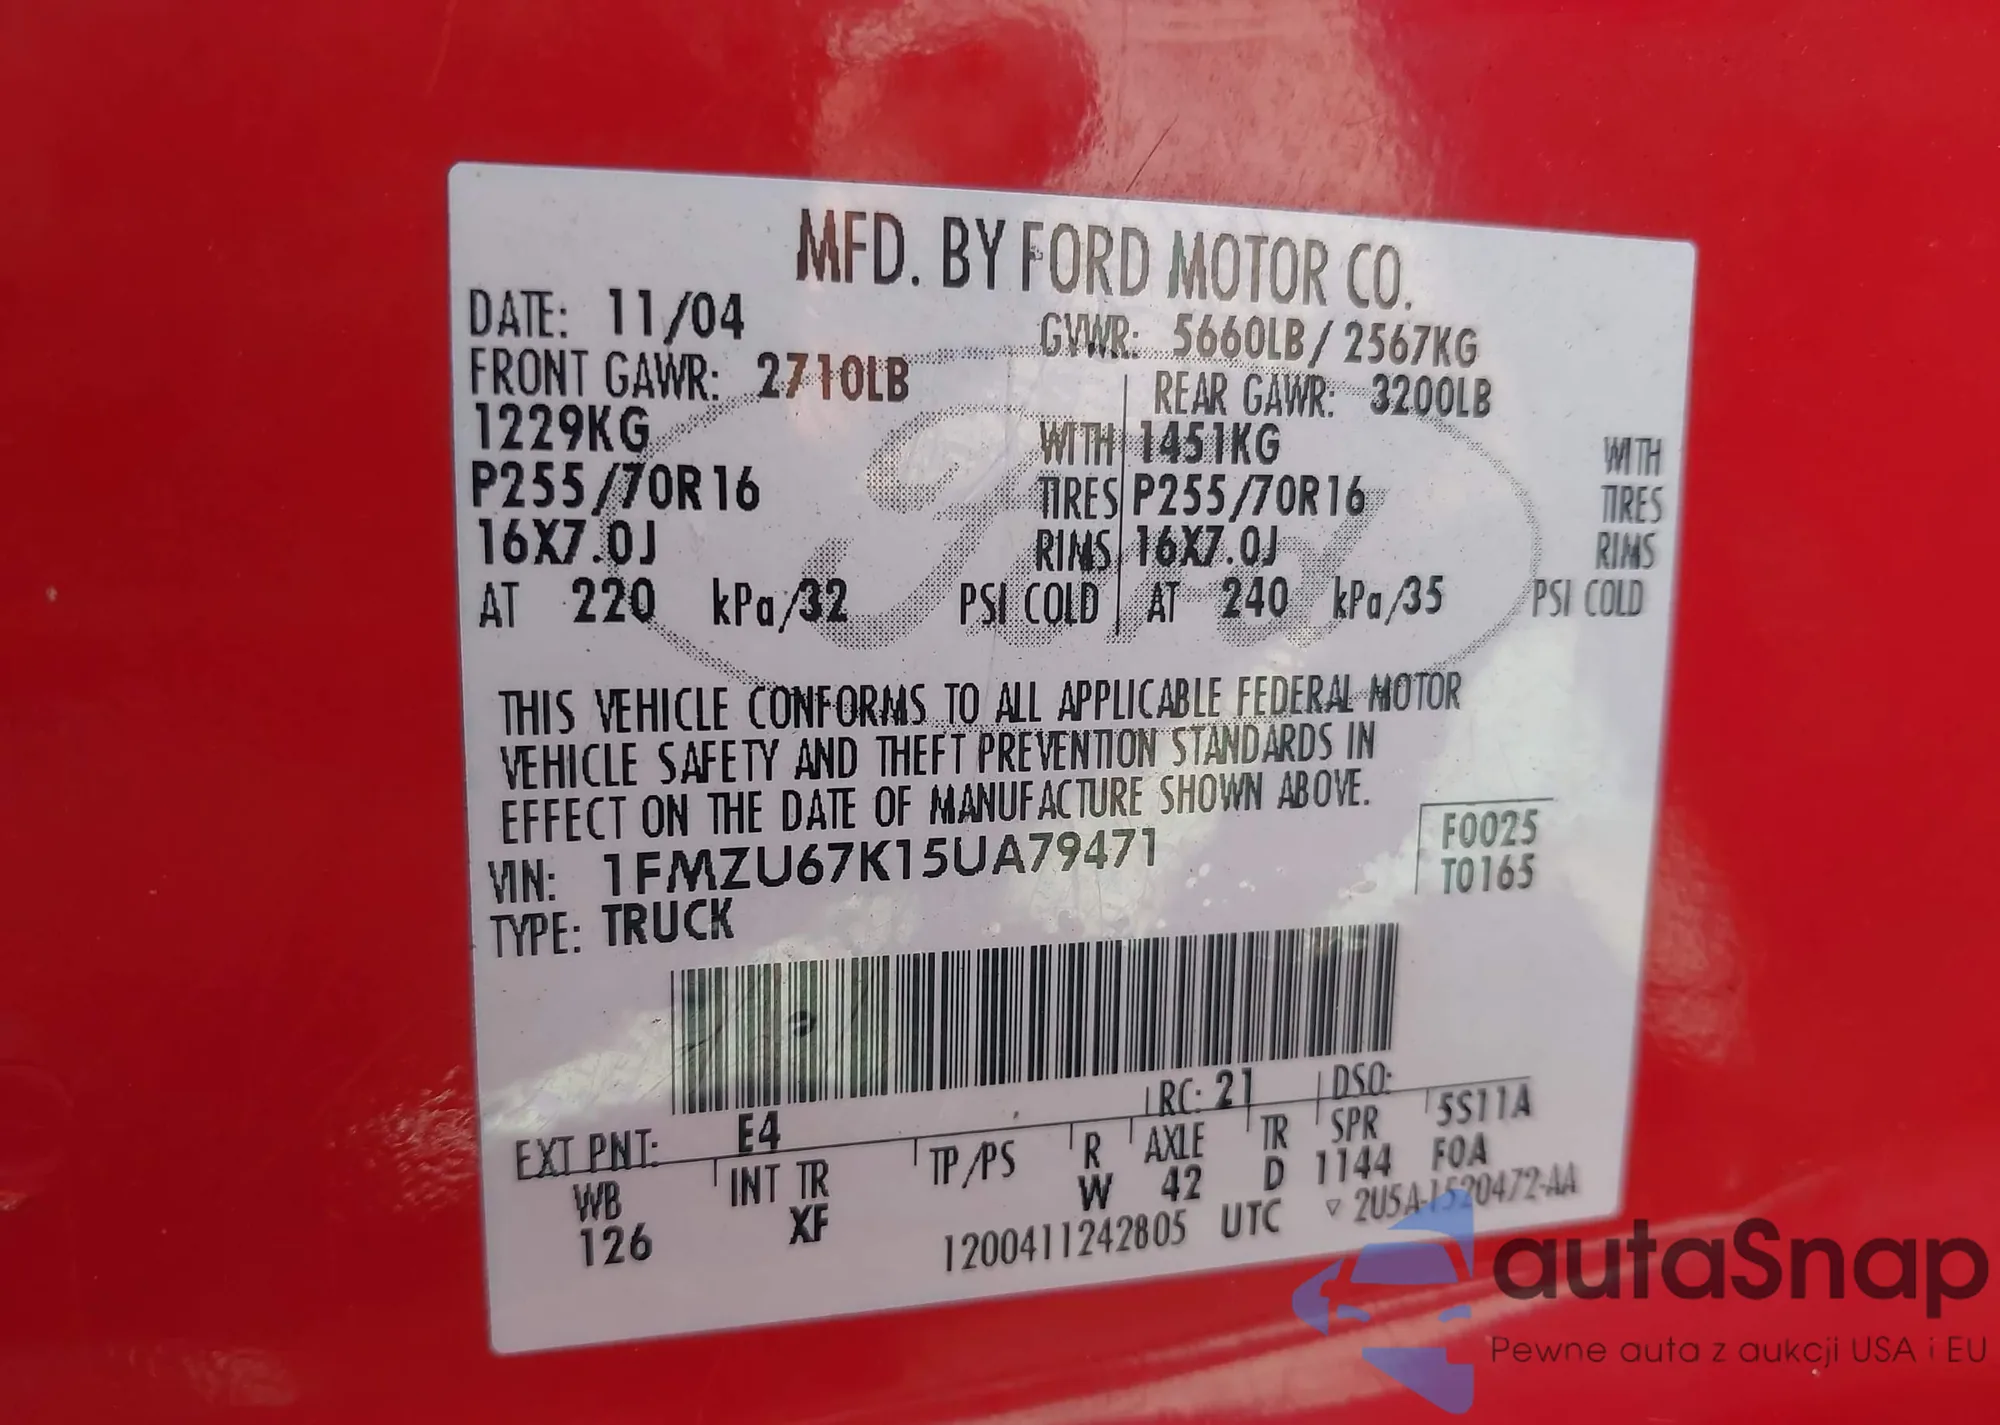 MFD. BY FORD MOTOR CO.
DATE: 11/04
GVWR: 5660LB/2567KG
FRONT GAWR: 2710LB
REAR GAWR: 3200LB
1229KG WITH 1451KG WITH
P255/70R16 TIRES P255/70R16 TIRES
16X7.0J RIMS 16X7.0J RIMS
AT 220 kPa/32 PSI COLD AT 240 kPa/35 PSI COLD
Ford
THIS VEHICLE CONFORMS TO ALL APPLICABLE FEDERAL MOTOR
VEHICLE SAFETY AND THEFT PREVENTION STANDARDS IN
EFFECT ON THE DATE OF MANUFACTURE SHOWN ABOVE.
VIN: 1FMZU67K15UA79471
F0025
T0165
TYPE: TRUCK
EXT PNT: E4 RC: 21 DSO:
WB INT TR TP/PS R AXLE TR SPR 5S11A
126 XF W 42 D 1144 F0A
1200411242805 UTC ▽ 2U5A-1520472-AA
autaSnap
Pewne auta z aukcji USA i EU